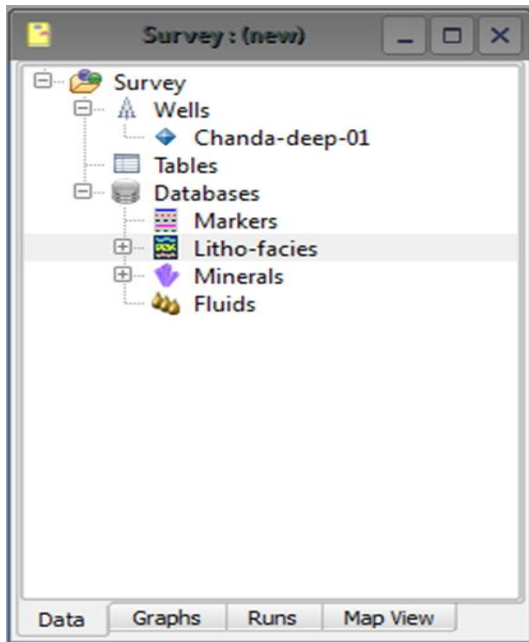 Survey : (new)
Survey
Wells
Chanda-deep-01
Tables
Databases
Markers
Litho-facies
Minerals
Fluids
Data Graphs Runs Map View